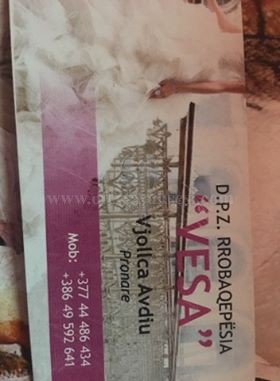 D.P.Z. RROBAQEPËSIA
“VESA”
Vjollca Avdiu
Pronare
Mob: +377 44 486 434
+386 49 592 641